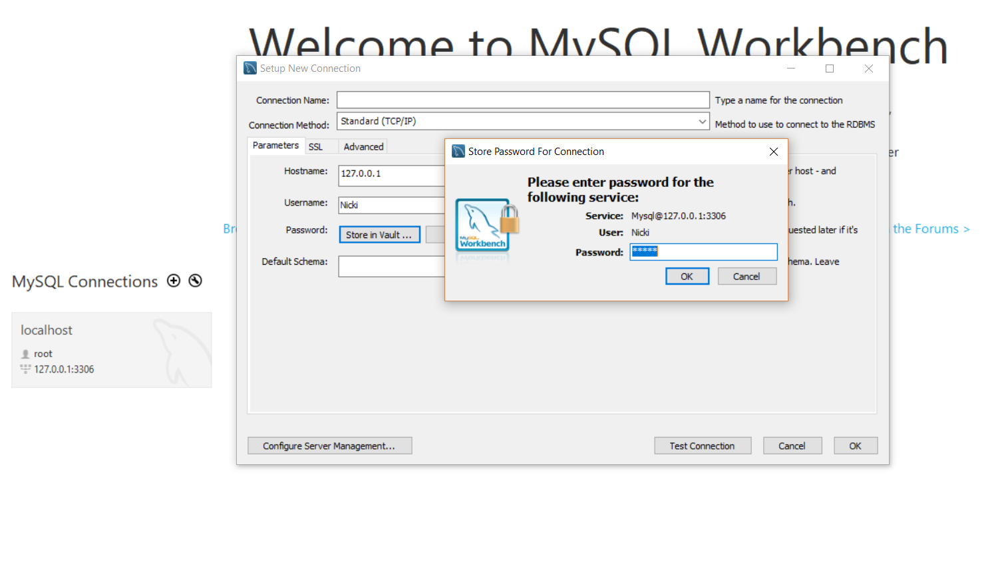 Welcome to MySQL Workbench
Setup New Connection
Connection Name:
Type a name for the connection
Connection Method:
Standard (TCP/IP)
Method to use to connect to the RDBMS
Parameters
SSL
Advanced
Store Password For Connection
Hostname:
127.0.0.1
r host - and
Username:
Nicki
Password:
Store in Vault ...
uested later if it's
Default Schema:
hema. Leave
Please enter password for the
following service:
Service: Mysql@127.0.0.1:3306
User: Nicki
Password: *****
OK
Cancel
MySQL
Workbench
er
the Forums >
MySQL Connections
localhost
root
127.0.0.1:3306
Configure Server Management...
Test Connection
Cancel
OK